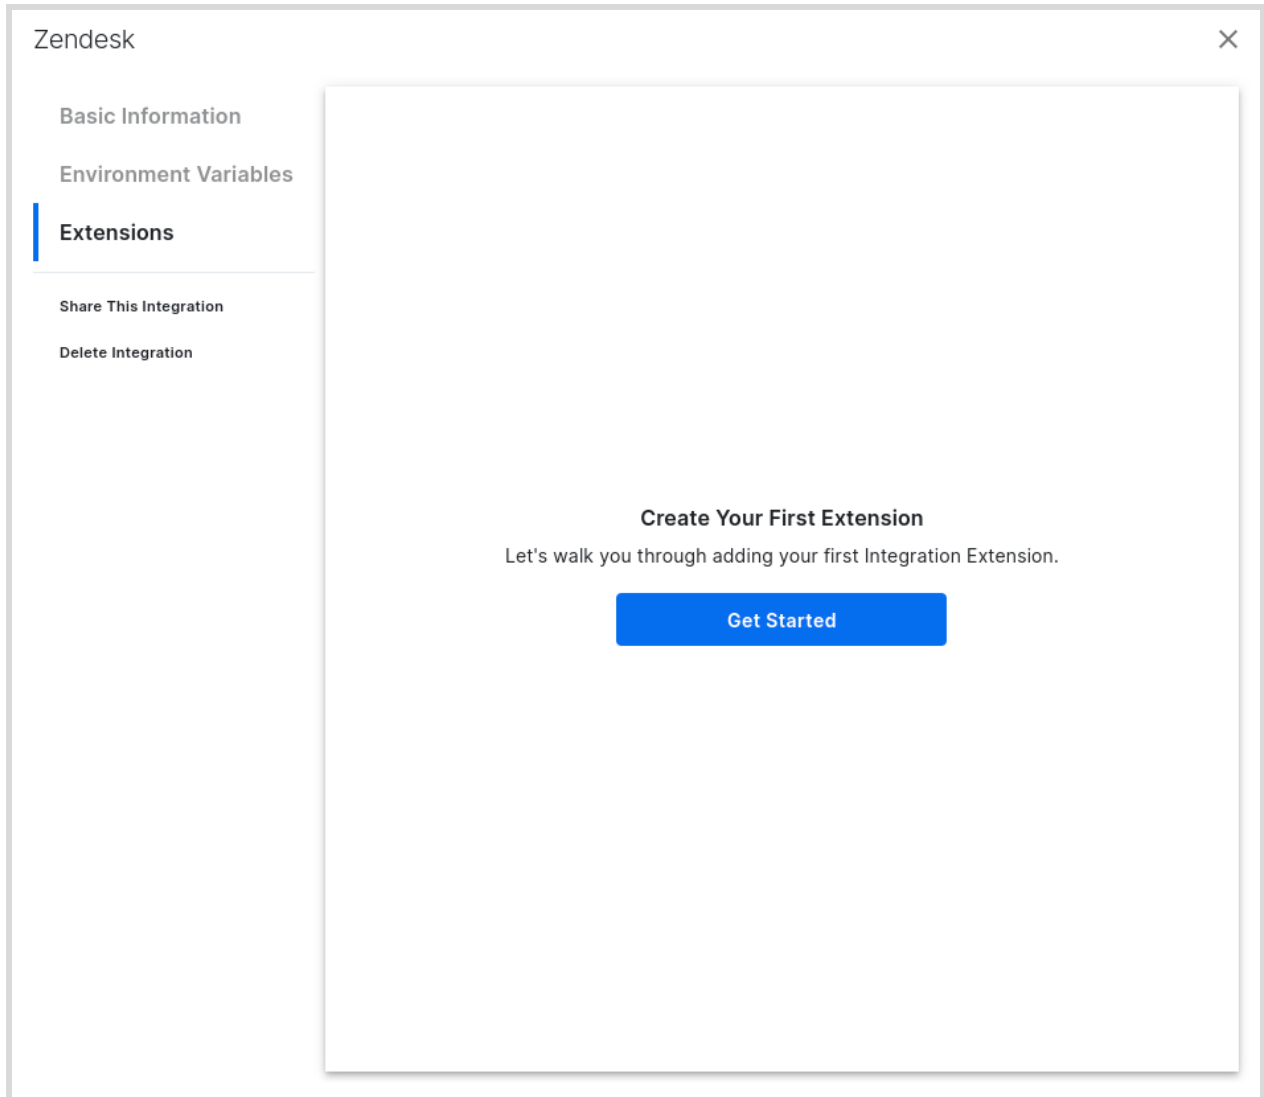 Zendesk
Basic Information
Environment Variables
Extensions
Share This Integration
Delete Integration
Create Your First Extension
Let's walk you through adding your first Integration Extension.
Get Started